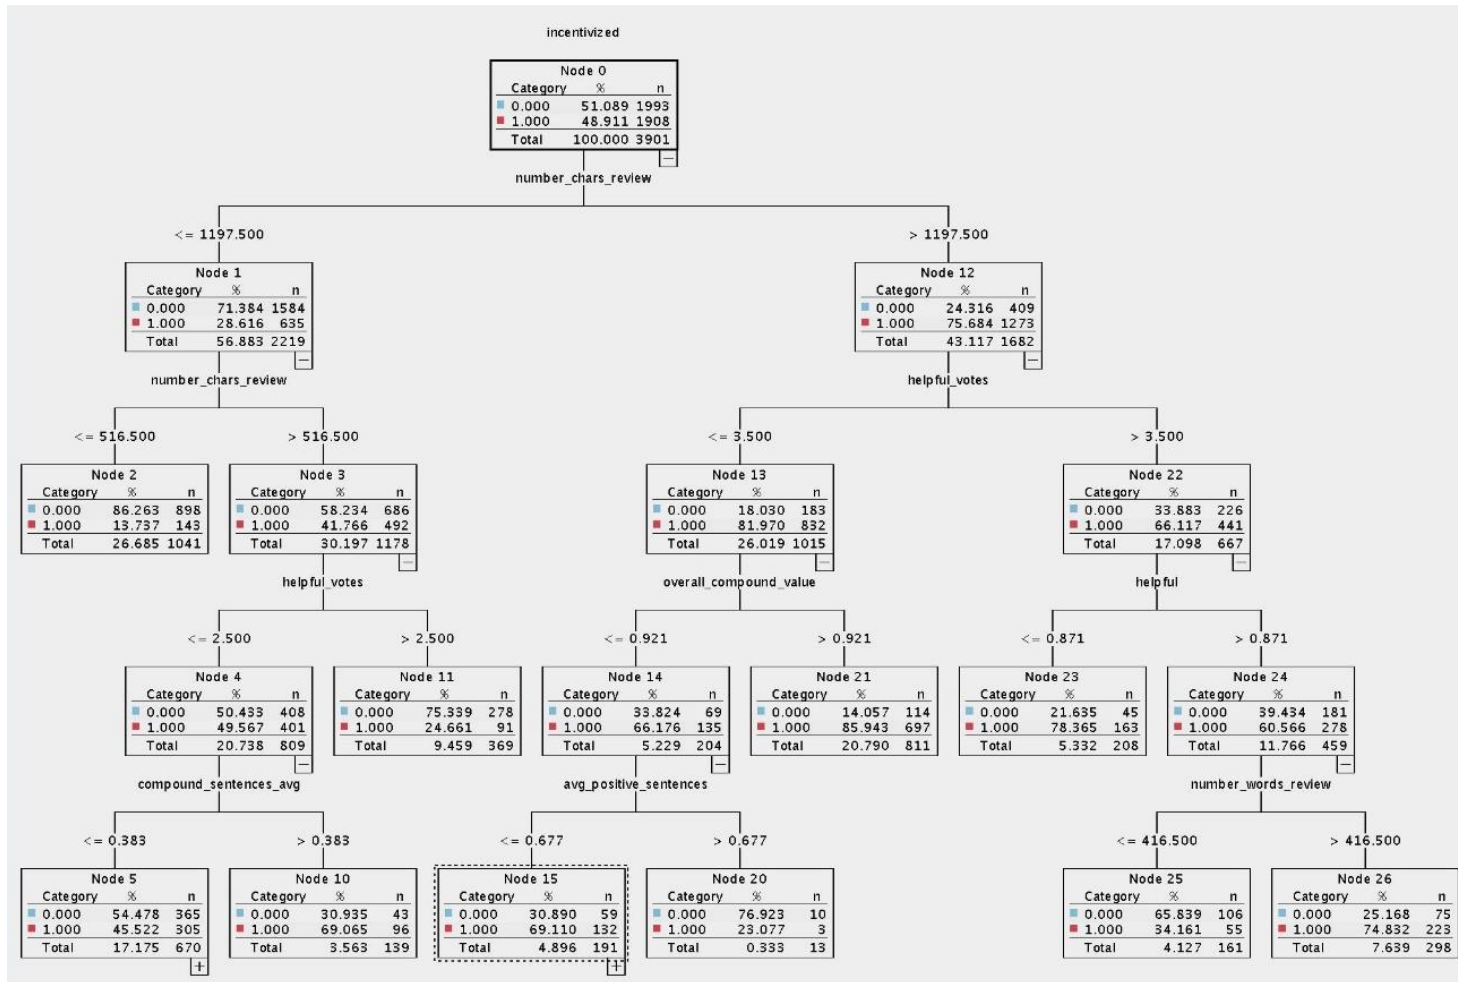 incentivized
Node 0
Category % n
0.000 51.089 1993
1.000 48.911 1908
Total 100.000 3901
number_chars_review
<= 1197.500
> 1197.500
Node 1
Category % n
0.000 71.384 1584
1.000 28.616 635
Total 56.883 2219
number_chars_review
Node 12
Category % n
0.000 24.316 409
1.000 75.684 1273
Total 43.117 1682
helpful_votes
<= 516.500
> 516.500
<= 3.500
> 3.500
Node 2
Category % n
0.000 86.263 898
1.000 13.737 143
Total 26.685 1041
Node 3
Category % n
0.000 58.234 686
1.000 41.766 492
Total 30.197 1178
helpful_votes
Node 13
Category % n
0.000 18.030 183
1.000 81.970 832
Total 26.019 1015
overall_compound_value
Node 22
Category % n
0.000 33.883 226
1.000 66.117 441
Total 17.098 667
helpful
<= 2.500
> 2.500
<= 0.921
> 0.921
<= 0.871
> 0.871
Node 4
Category % n
0.000 50.433 408
1.000 49.567 401
Total 20.738 809
compound_sentences_avg
Node 11
Category % n
0.000 75.339 278
1.000 24.661 91
Total 9.459 369
Node 14
Category % n
0.000 33.824 69
1.000 66.176 135
Total 5.229 204
avg_positive_sentences
Node 21
Category % n
0.000 14.057 114
1.000 85.943 697
Total 20.790 811
Node 23
Category % n
0.000 21.635 45
1.000 78.365 163
Total 5.332 208
Node 24
Category % n
0.000 39.434 181
1.000 60.566 278
Total 11.766 459
number_words_review
<= 0.383
> 0.383
<= 0.677
> 0.677
<= 416.500
> 416.500
Node 5
Category % n
0.000 54.478 365
1.000 45.522 305
Total 17.175 670
Node 10
Category % n
0.000 30.935 43
1.000 69.065 96
Total 3.563 139
Node 15
Category % n
0.000 30.890 59
1.000 69.110 132
Total 4.896 191
Node 20
Category % n
0.000 76.923 10
1.000 23.077 3
Total 0.333 13
Node 25
Category % n
0.000 65.839 106
1.000 34.161 55
Total 4.127 161
Node 26
Category % n
0.000 25.168 75
1.000 74.832 223
Total 7.639 298